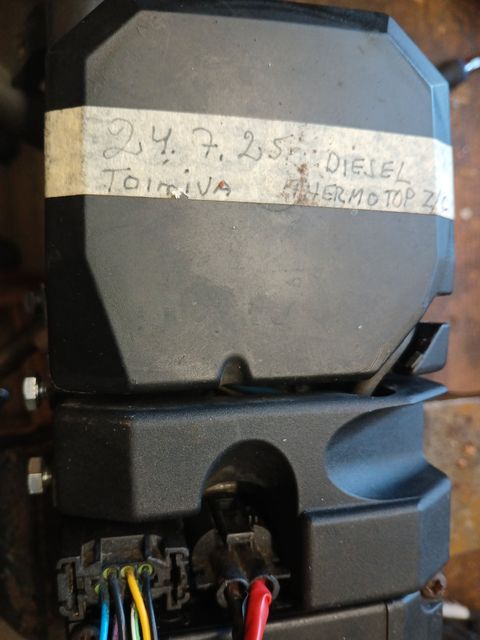 24.7.25 DIESEL
TOIMIVA THERMOTOP Z/C